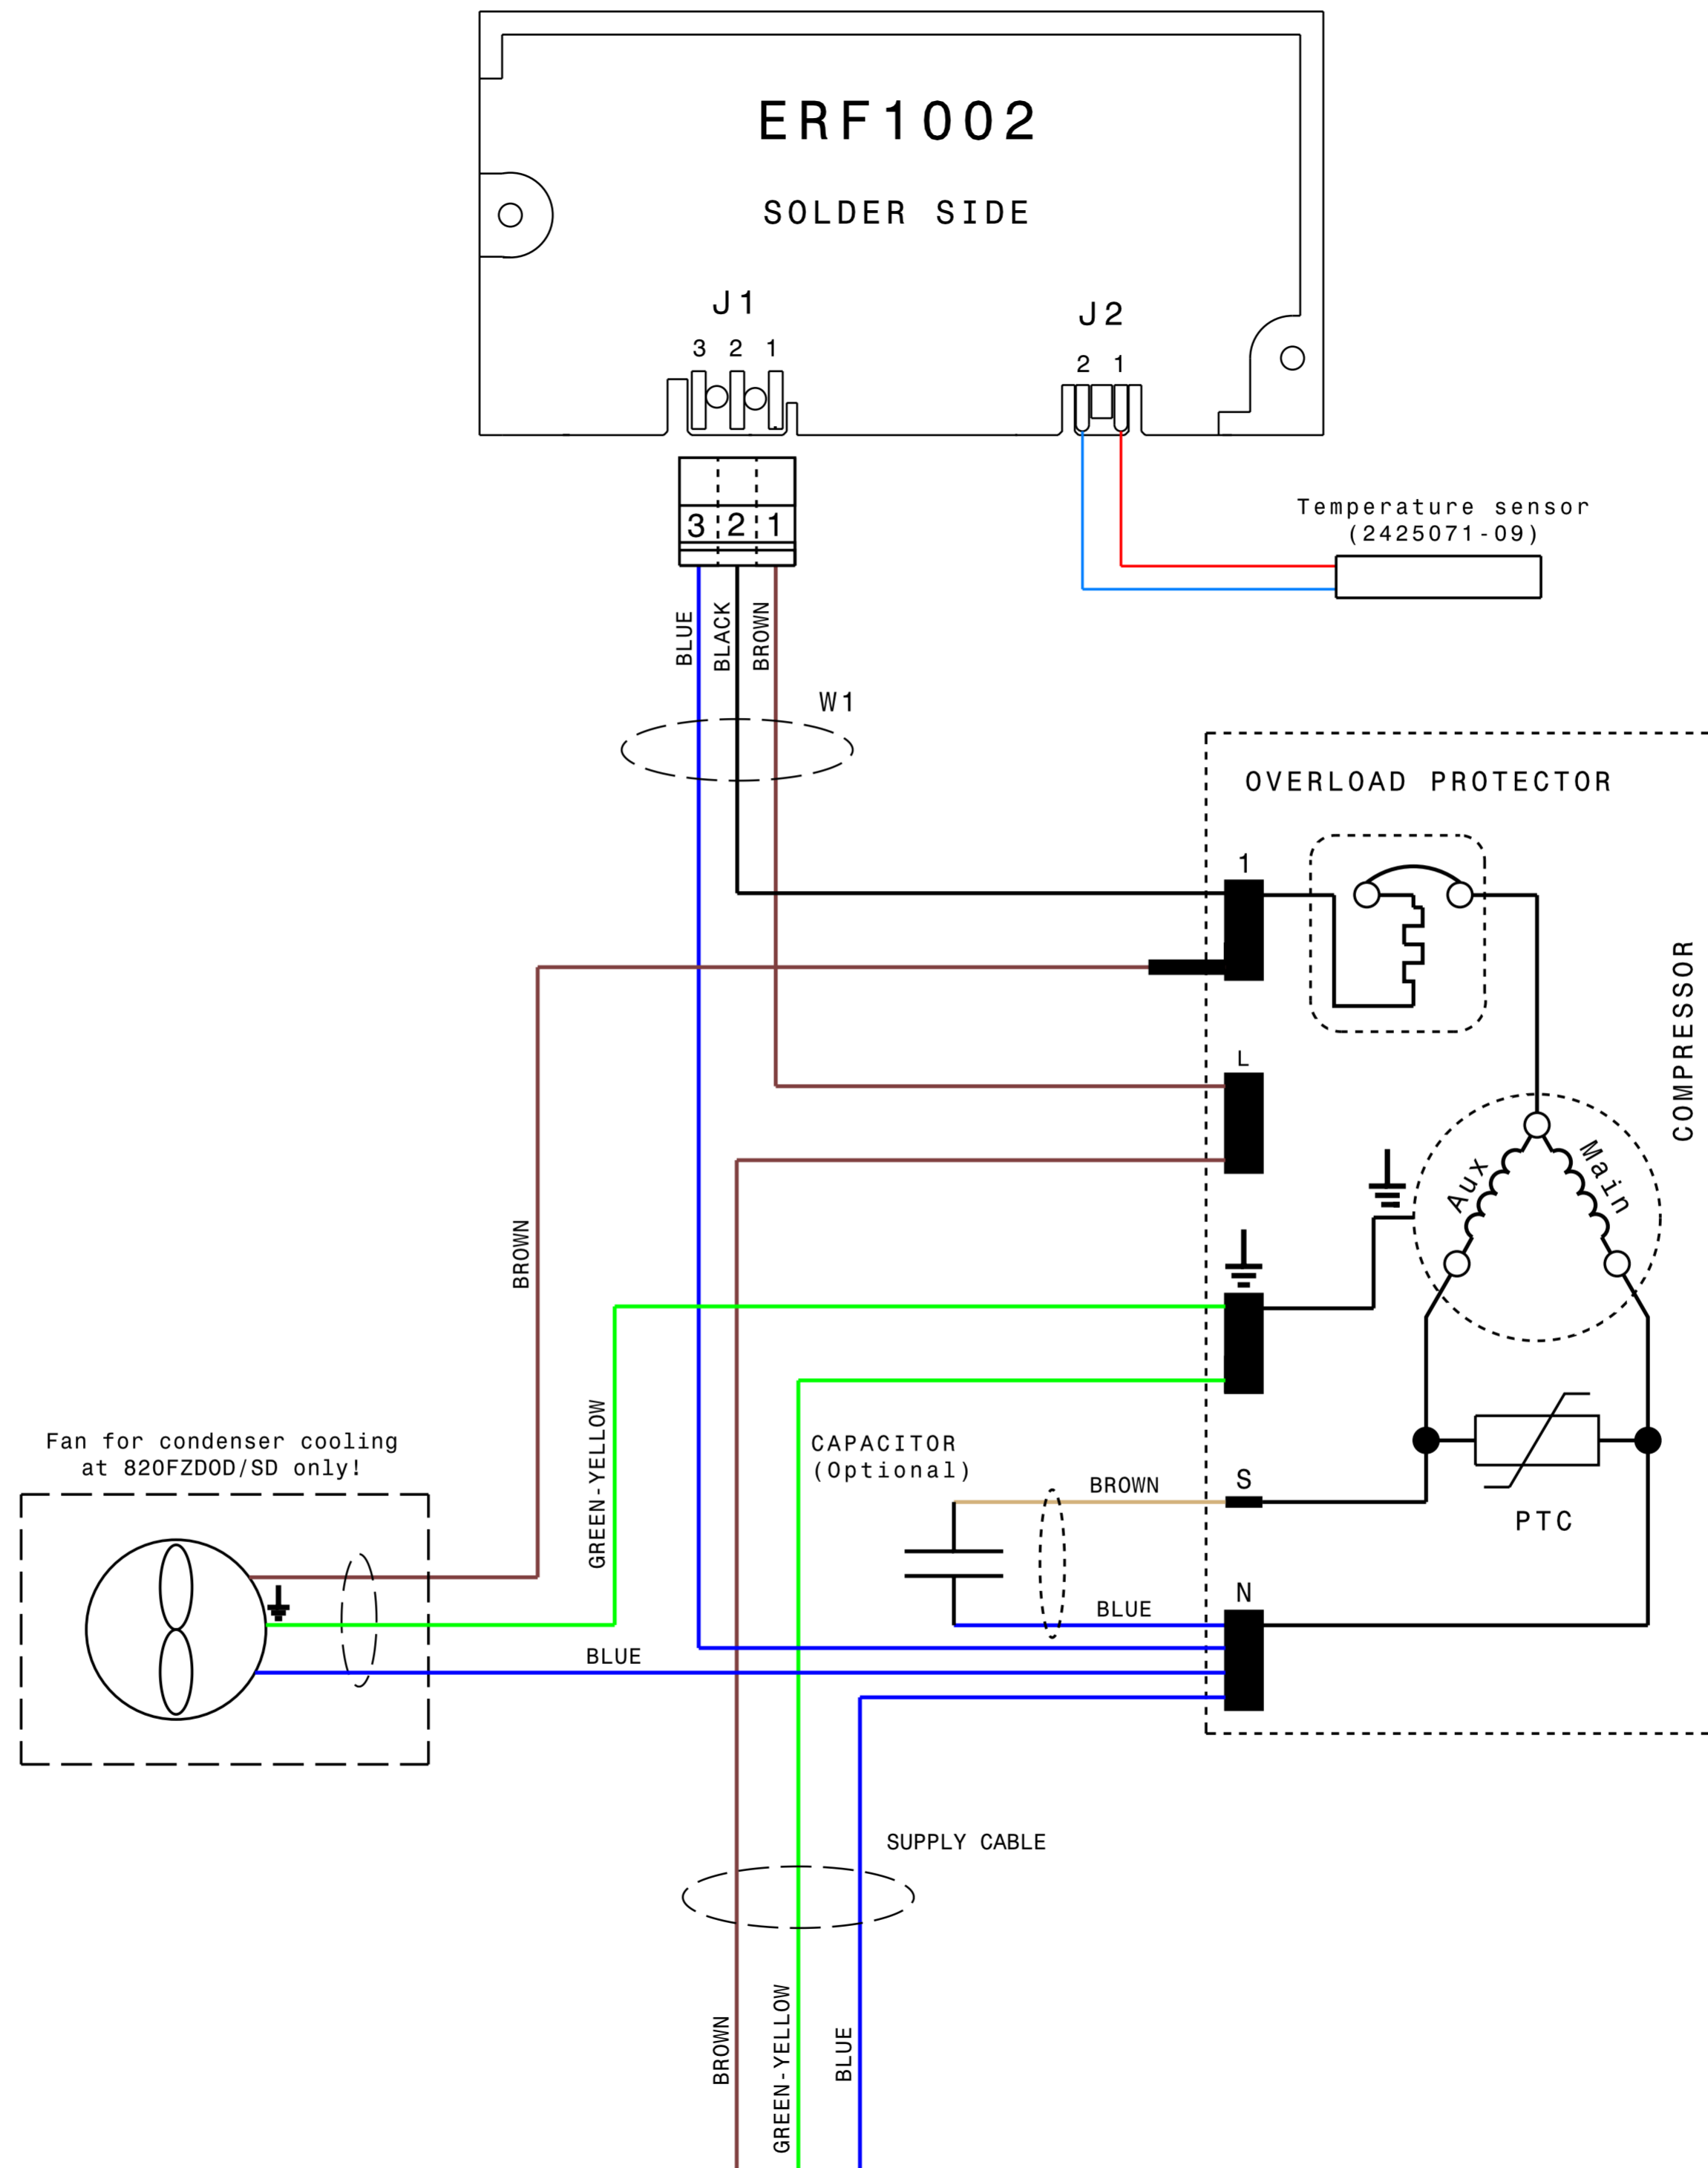 ERF1002
SOLDER SIDE
J1
3 2 1
J2
2 1
3 2 1
Temperature sensor
(2425071-09)
BLUE
BLACK
BROWN
W1
OVERLOAD PROTECTOR
1
COMPRESSOR
L
Aux
Main
BROWN
GREEN-YELLOW
Fan for condenser cooling
at 820FZDOD/SD only!
CAPACITOR
(Optional)
BROWN
S
PTC
N
BLUE
BLUE
SUPPLY CABLE
BROWN
GREEN-YELLOW
BLUE